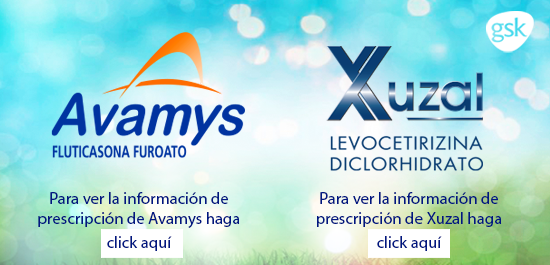 gsk
Avamys
FLUTICASONA FUROATO
Para ver la información de
prescripción de Avamys haga
click aquí
Xuzal
LEVOCETIRIZINA
DICLORHIDRATO
Para ver la información de
prescripción de Xuzal haga
click aquí